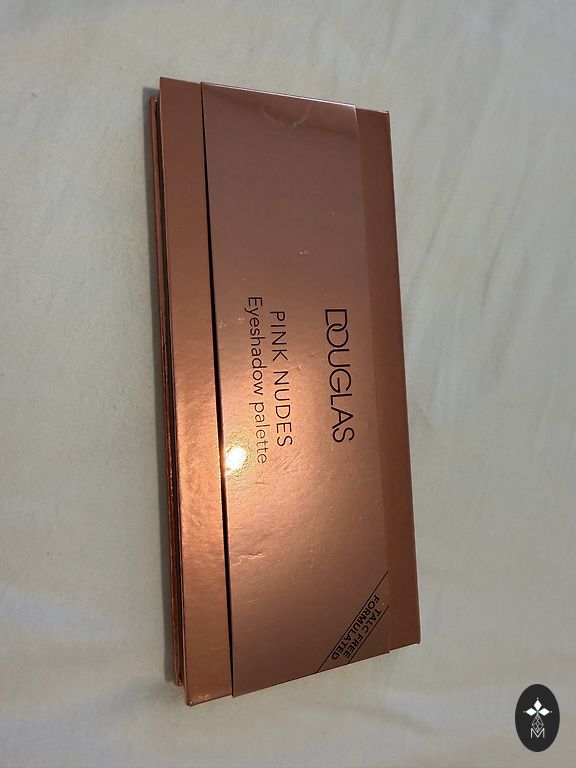 DOUGLAS
PINK NUDES
Eyeshadow palette
TALC FREE
FORMULATED
M